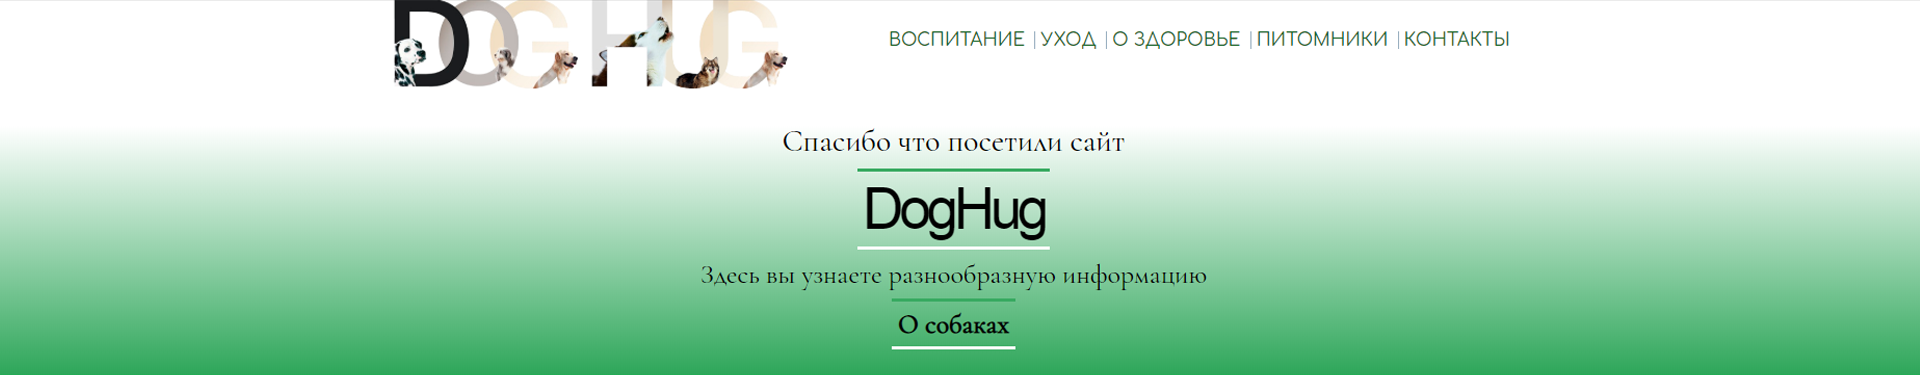 DOGHUG
ВОСПИТАНИЕ | УХОД | О ЗДОРОВЬЕ | ПИТОМНИКИ | КОНТАКТЫ
Спасибо что посетили сайт
DogHug
Здесь вы узнаете разнообразную информацию
О собаках